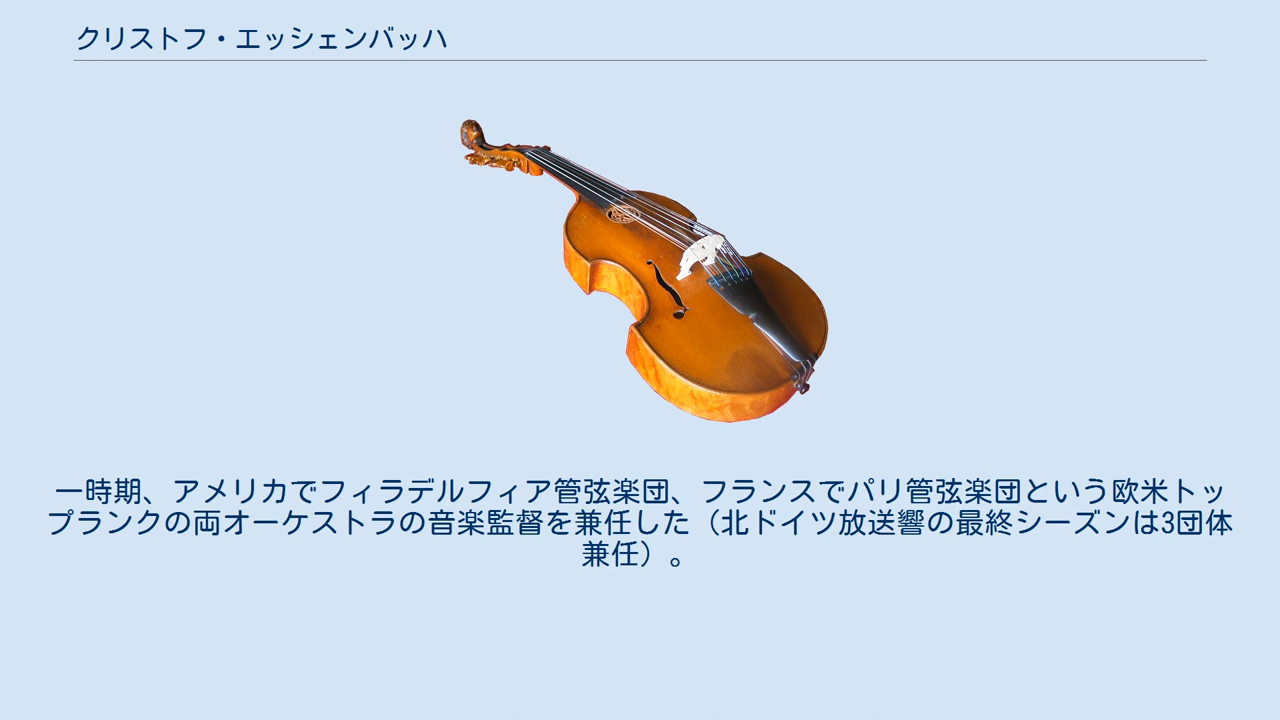 クリストフ・エッシェンバッハ
一時期、アメリカでフィラデルフィア管弦楽団、フランスでパリ管弦楽団という欧米トッ
プランクの両オーケストラの音楽監督を兼任した（北ドイツ放送響の最終シーズンは3団体
兼任）。